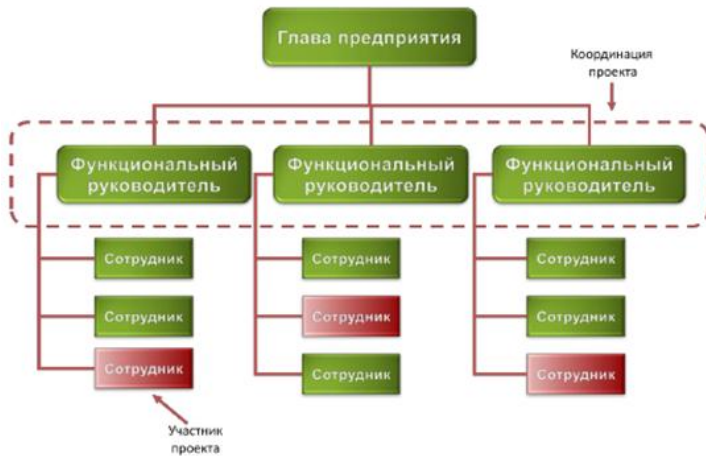 Глава предприятия
Координация
проекта
Функциональный
руководитель
Функциональный
руководитель
Функциональный
руководитель
Сотрудник
Сотрудник
Сотрудник
Сотрудник
Сотрудник
Сотрудник
Сотрудник
Сотрудник
Сотрудник
Участник
проекта